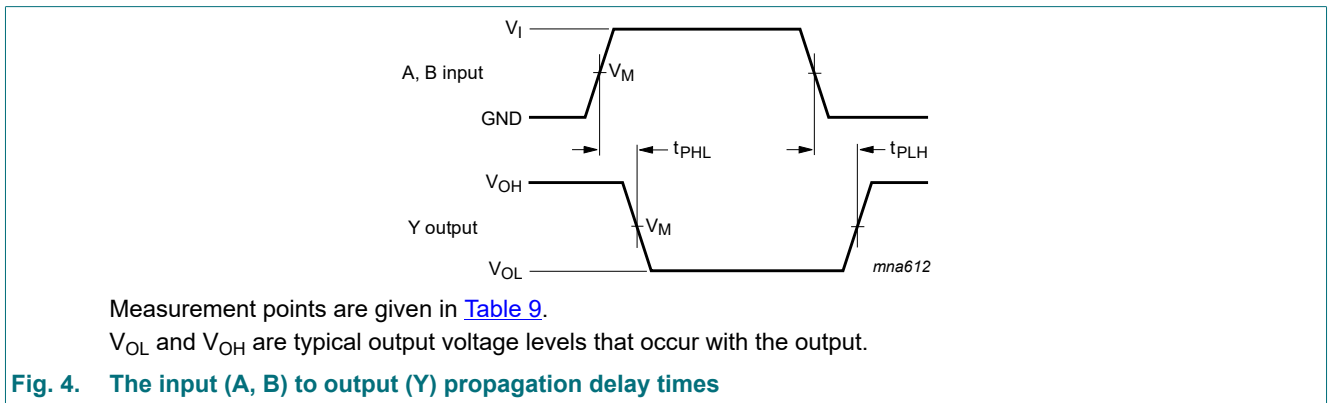 V_I
A, B input
V_M
GND
t_PHL
t_PLH
V_OH
Y output
V_M
V_OL
mna612
Measurement points are given in Table 9.
V_OL and V_OH are typical output voltage levels that occur with the output.
Fig. 4. The input (A, B) to output (Y) propagation delay times